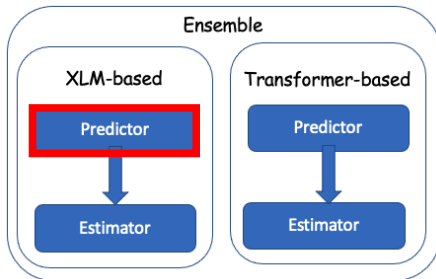 Ensemble
XLM-based
Predictor
Estimator
Transformer-based
Predictor
Estimator